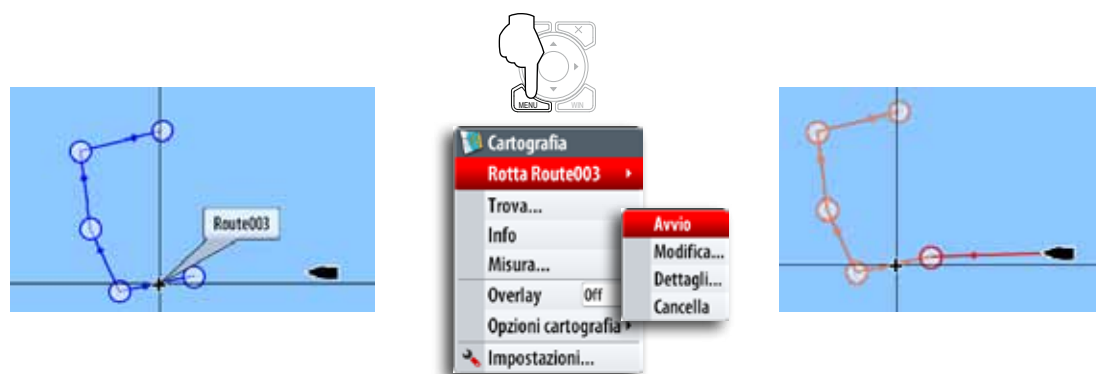 Route003
MENU
WIN
Cartografia
Rotta Route003
Trova...
Info
Misura...
Overlay Off
Opzioni cartografia
Impostazioni...
Avvio
Modifica...
Dettagli...
Cancella